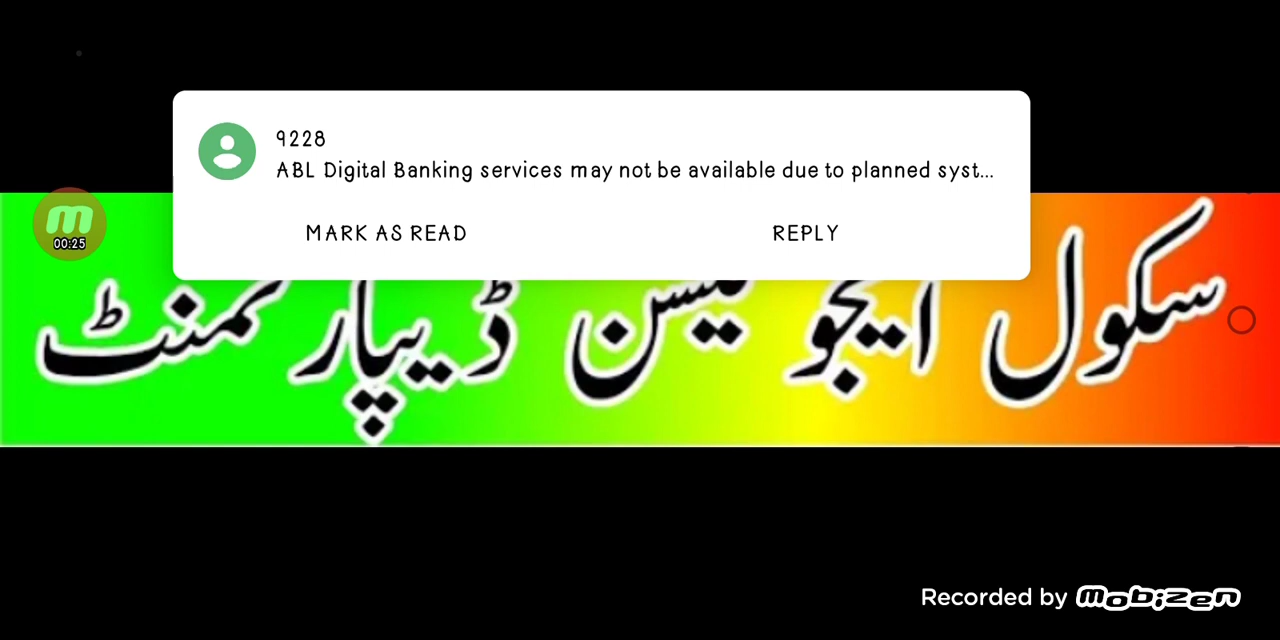 9228
ABL Digital Banking services may not be available due to planned syst...
MARK AS READ
REPLY
00:25
سکول ایجوکیشن ڈیپارٹمنٹ
Recorded by mobizen